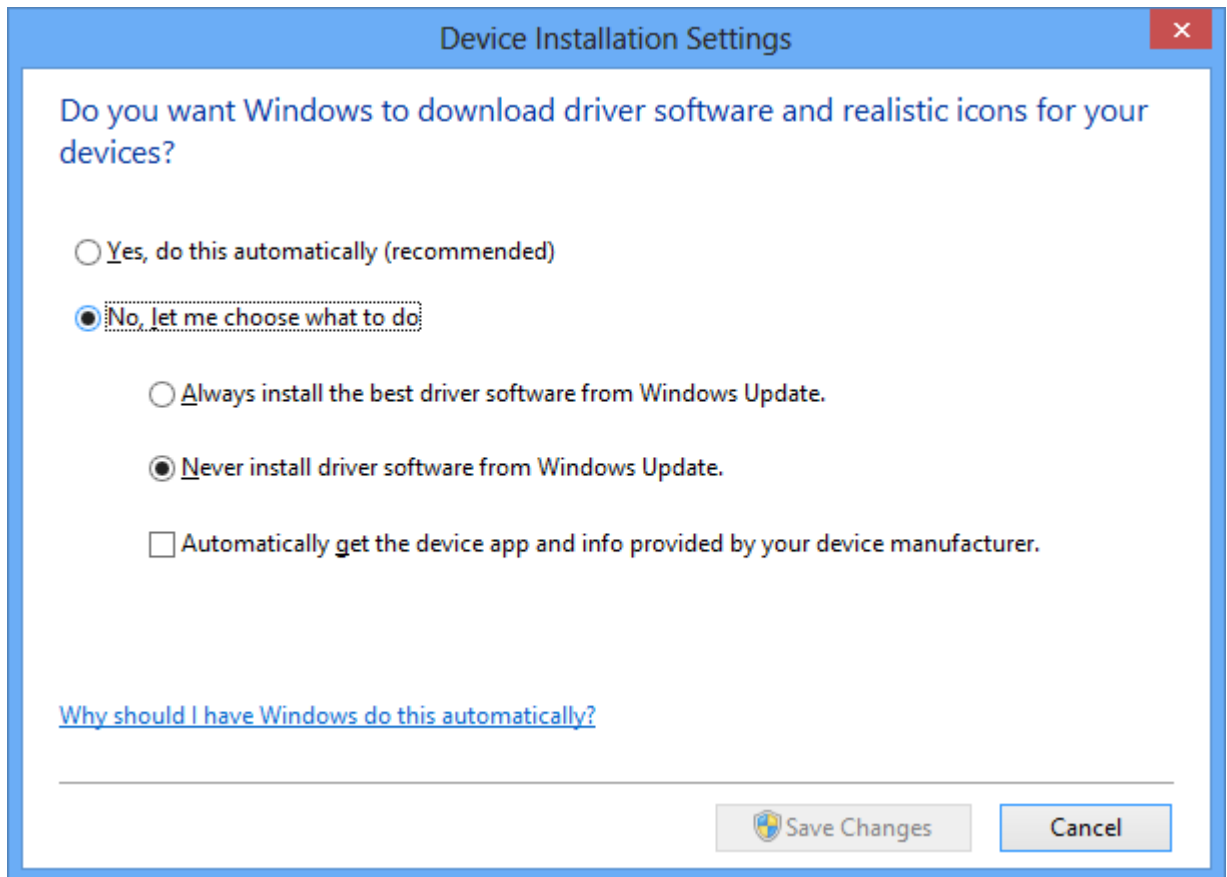 Device Installation Settings
Do you want Windows to download driver software and realistic icons for your
devices?
Yes, do this automatically (recommended)
No, let me choose what to do
Always install the best driver software from Windows Update.
Never install driver software from Windows Update.
Automatically get the device app and info provided by your device manufacturer.
Why should I have Windows do this automatically?
Save Changes
Cancel